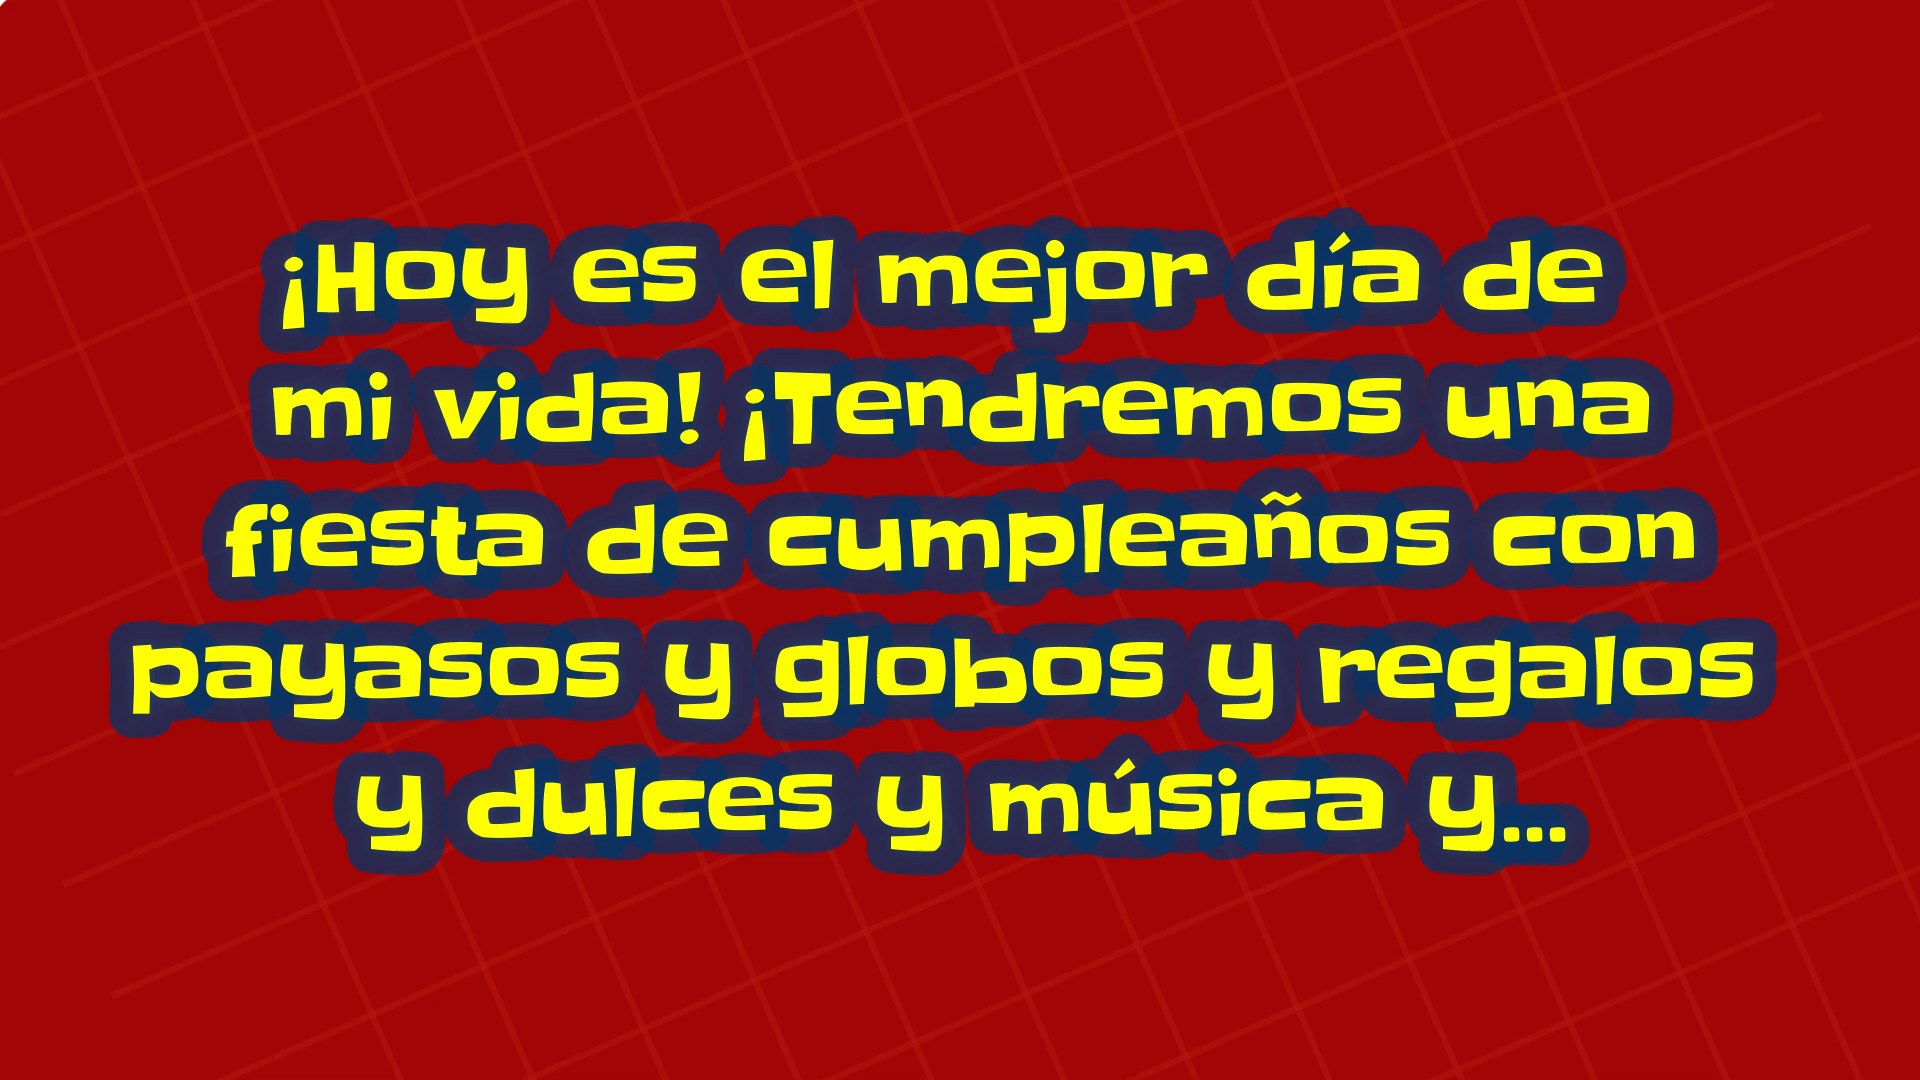 ¡Hoy es el mejor día de
mi vida! ¡Tendremos una
fiesta de cumpleaños con
payasos y globos y regalos
y dulces y música y...